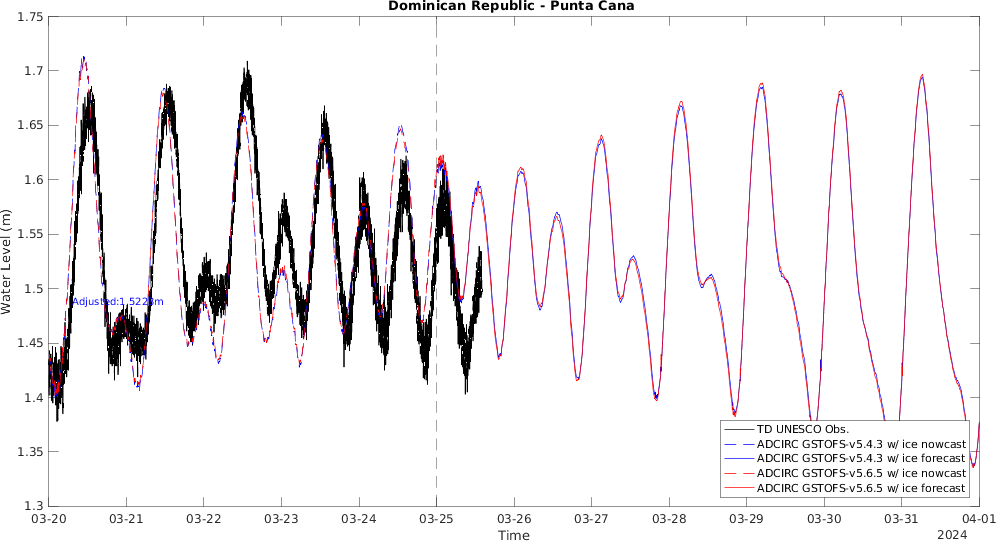 Dominican Republic - Punta Cana
1.75
1.7
1.65
1.6
1.55
1.5
1.45
1.4
1.35
1.3
Water Level (m)
Adjusted:1.5223m
TD UNESCO Obs.
ADCIRC GSTOFS-v5.4.3 w/ ice nowcast
ADCIRC GSTOFS-v5.4.3 w/ ice forecast
ADCIRC GSTOFS-v5.6.5 w/ ice nowcast
ADCIRC GSTOFS-v5.6.5 w/ ice forecast
03-20 03-21 03-22 03-23 03-24 03-25 03-26 03-27 03-28 03-29 03-30 03-31 04-01
Time
2024